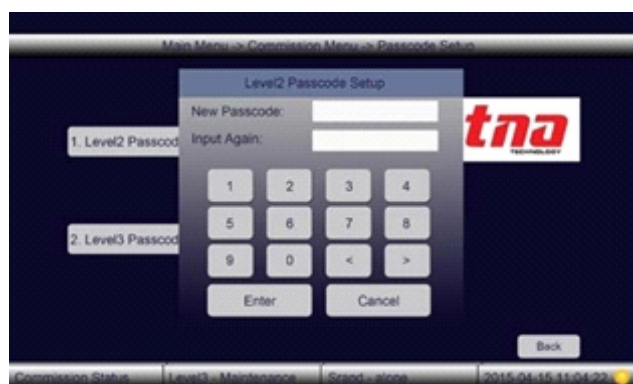 Main Menu -> Commission Menu -> Passcode Setup
Level2 Passcode Setup
New Passcode:
Input Again:
tna
TECHNOLOGY
1. Level2 Passcod
1 2 3 4
5 6 7 8
2. Level3 Passcod
9 0 < >
Enter Cancel
Back
Commission Status Level3 - Maintenance Srand - alone 2015-04-15 11:04:22